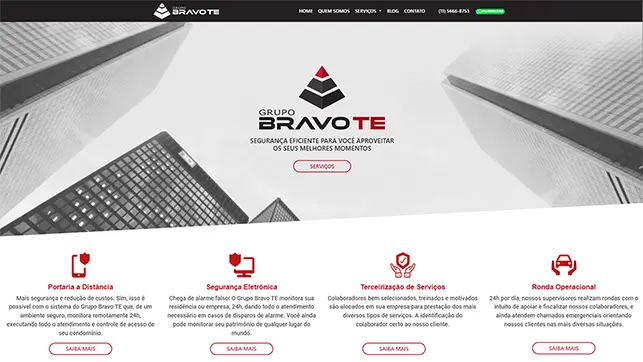 GRUPO
BRAVO TE
HOME QUEM SOMOS SERVIÇOS BLOG CONTATO (11) 5666-8753
GRUPO
BRAVO TE
SEGURANÇA EFICIENTE PARA VOCÊ APROVEITAR
OS SEUS MELHORES MOMENTOS
SERVIÇOS
Portaria a Distância
Mais segurança e redução de custos. Sim, isso é
possível com o sistema do Grupo Bravo TE que, de um
ambiente seguro, monitora remotamente 24h,
executando todo o atendimento e controle de acesso de
seu condomínio.
SAIBA MAIS
Segurança Eletrônica
Chega de alarme falso! O Grupo Bravo TE monitora sua
residência ou empresa, 24h, dando todo o atendimento
necessário em casos de disparos de alarme. Você ainda
pode monitorar seu patrimônio de qualquer lugar do
mundo.
SAIBA MAIS
Terceirização de Serviços
Colaboradores bem selecionados, treinados e motivados
são alocados em sua empresa para prestação dos mais
diversos tipos de serviços. A identificação do
colaborador certo ao nosso cliente.
SAIBA MAIS
Ronda Operacional
24h por dia, nossos supervisores realizam rondas com o
intuito de apoiar e fiscalizar nossos colaboradores, e
ainda atendem chamados emergenciais orientando
nossos clientes nas mais diversas situações.
SAIBA MAIS